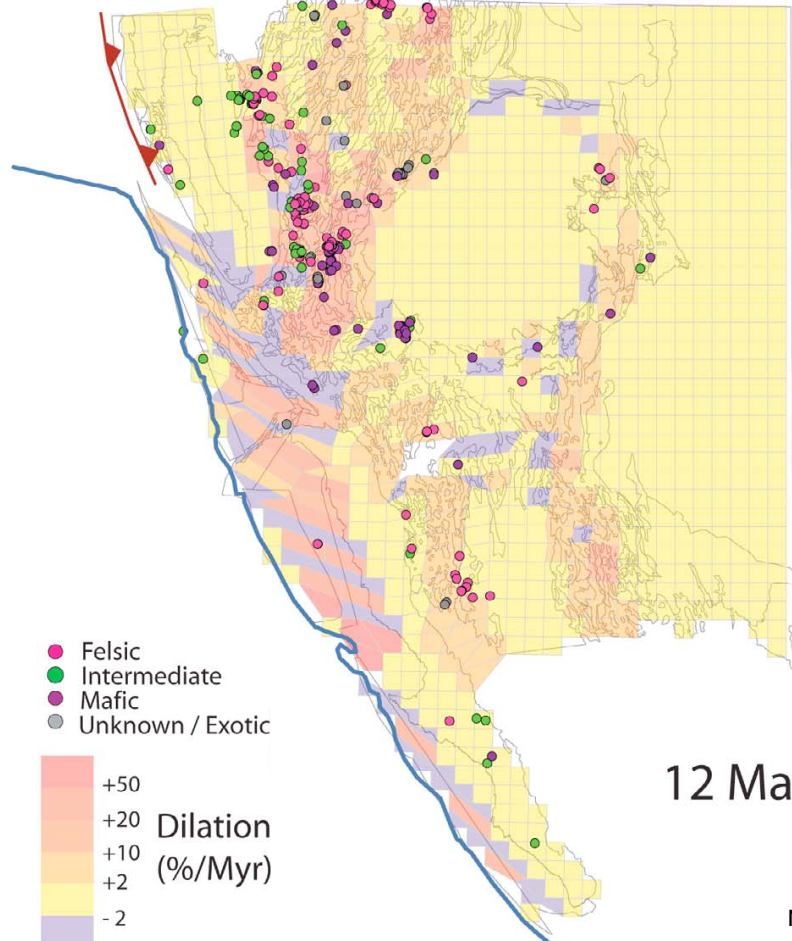 Felsic
Intermediate
Mafic
Unknown / Exotic
+50
+20
+10
+2
- 2
Dilation
(%/Myr)
12 Ma